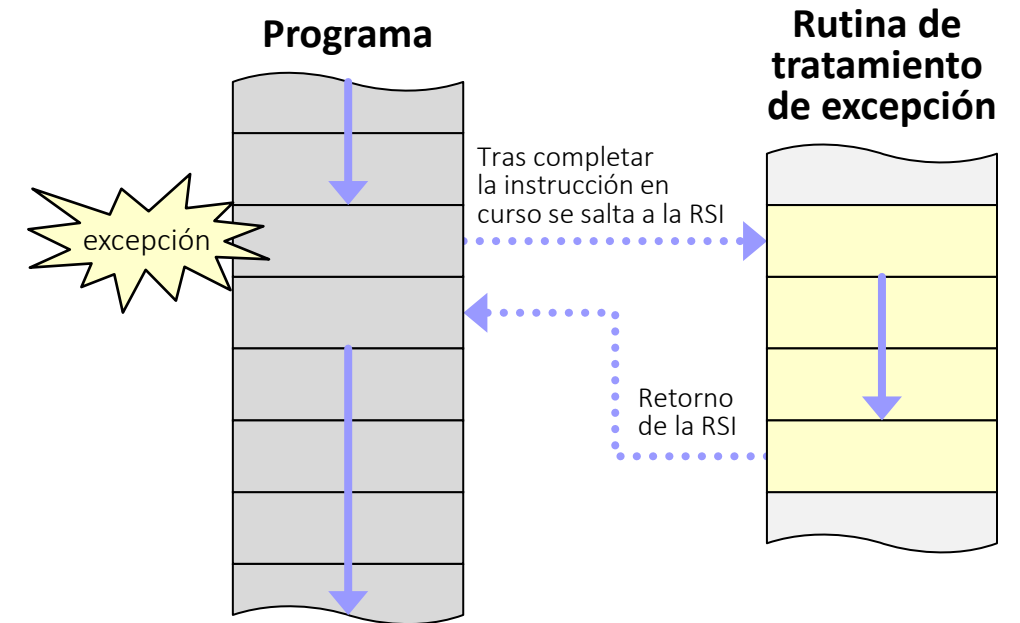 Programa
Rutina de
tratamiento
de excepción
excepción
Tras completar
la instrucción en
curso se salta a la RSI
Retorno
de la RSI